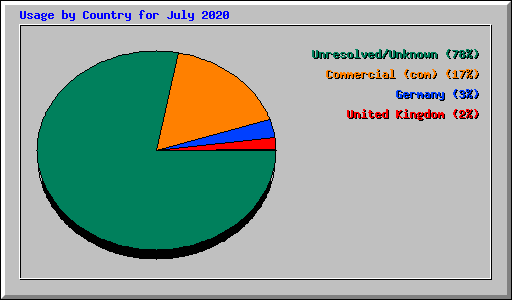 Usage by Country for July 2020
Unresolved/Unknown (78%)
Commercial (com) (17%)
Germany (3%)
United Kingdom (2%)